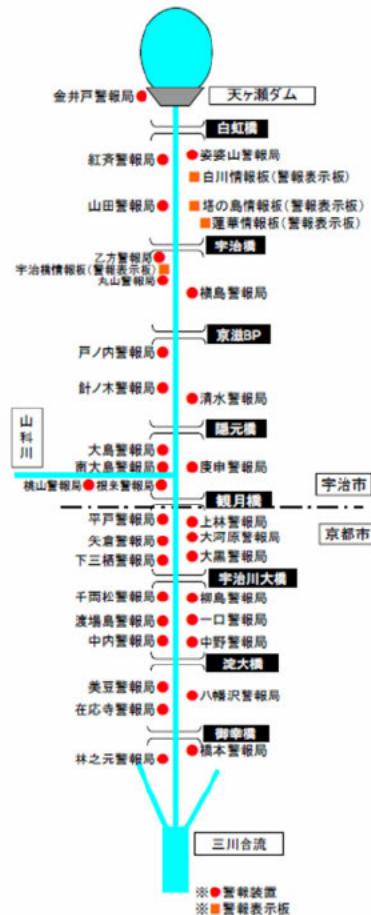 金井戸警報局
天ヶ瀬ダム
白虹橋
紅斉警報局
姿婆山警報局
白川情報板(警報表示板)
山田警報局
塔の島情報板(警報表示板)
蓮華情報板(警報表示板)
宇治橋
乙方警報局
宇治橋情報板(警報表示板)
丸山警報局
槇島警報局
京滋BP
戸ノ内警報局
針ノ木警報局
清水警報局
隠元橋
山科川
大島警報局
南大島警報局
庚申警報局
桃山警報局
根来警報局
宇治市
観月橋
平戸警報局
上林警報局
京都市
矢倉警報局
大河原警報局
下三栖警報局
大黒警報局
宇治川大橋
千両松警報局
柳島警報局
渡場島警報局
一口警報局
中内警報局
中野警報局
淀大橋
美豆警報局
八幡沢警報局
在応寺警報局
御幸橋
林之元警報局
橋本警報局
三川合流
※●警報装置
※■警報表示板